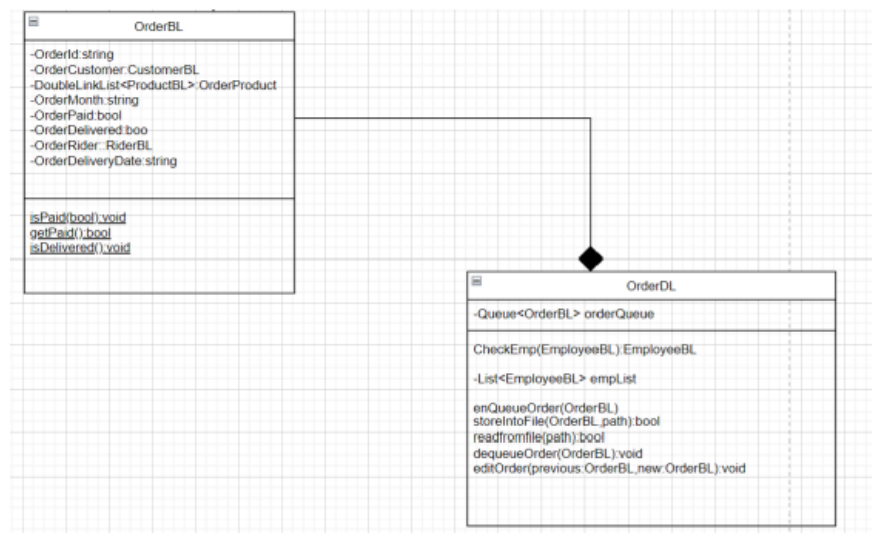 OrderBL
-OrderId:string
-OrderCustomer:CustomerBL
-DoubleLinkList<ProductBL>:OrderProduct
-OrderMonth:string
-OrderPaid:bool
-OrderDelivered:boo
-OrderRider::RiderBL
-OrderDeliveryDate:string
isPaid(bool):void
getPaid():bool
isDelivered():void
OrderDL
-Queue<OrderBL> orderQueue
CheckEmp(EmployeeBL):EmployeeBL
-List<EmployeeBL> empList
enQueueOrder(OrderBL)
storeIntoFile(OrderBL,path):bool
readfromfile(path):bool
dequeueOrder(OrderBL):void
editOrder(previous:OrderBL,new:OrderBL):void